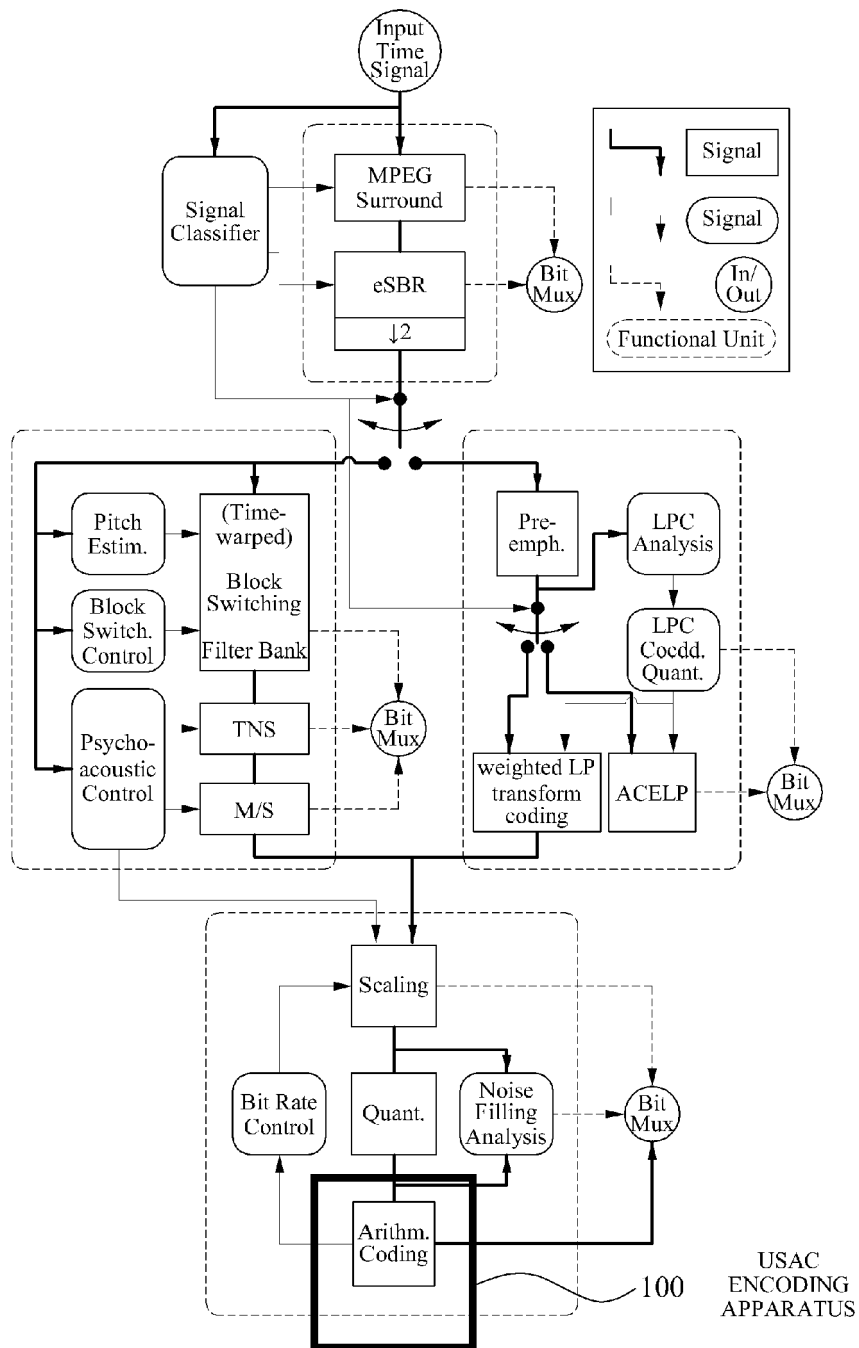 Input
Time
Signal
Signal
Classifier
MPEG
Surround
eSBR
↓2
Bit
Mux
Signal
Signal
In/
Out
Functional Unit
Pitch
Estim.
Block
Switch.
Control
Psycho-
acoustic
Control
(Time-
warped)
Block
Switching
Filter Bank
TNS
M/S
Bit
Mux
Pre-
emph.
LPC
Analysis
LPC
Coedd.
Quant.
weighted LP
transform
coding
ACELP
Bit
Mux
Scaling
Bit Rate
Control
Quant.
Noise
Filling
Analysis
Bit
Mux
Arithm.
Coding
100
USAC
ENCODING
APPARATUS